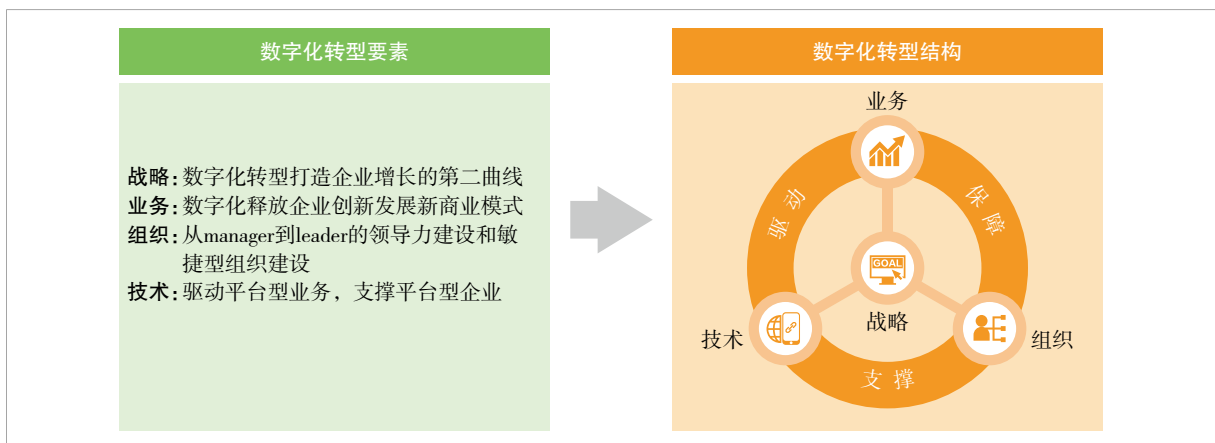 数字化转型要素
战略：数字化转型打造企业增长的第二曲线
业务：数字化释放企业创新发展新商业模式
组织：从manager到leader的领导力建设和敏
捷型组织建设
技术：驱动平台型业务，支撑平台型企业
数字化转型结构
业务
驱动
保障
GOAL
战略
技术
组织
支撑